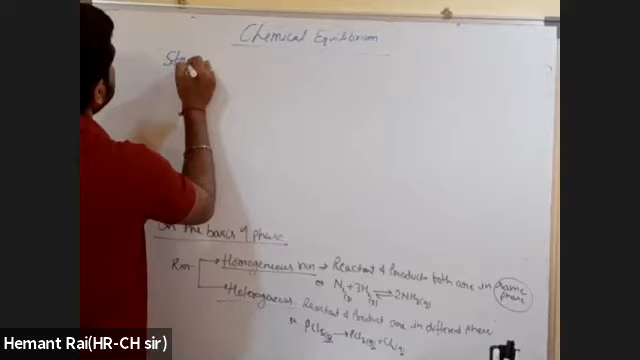 Chemical Equilibrium
Sta
On the basis of phase
Rxn
Homogeneous rxn → Reactant & Products both are in same phase
N₂(g) + 3H₂(g) ⇌ 2NH₃(g)
Heterogeneous Reactant & Product are in different phase
PCl₅(s) → PCl₃(l) + Cl₂(g)
Hemant Rai(HR-CH sir)